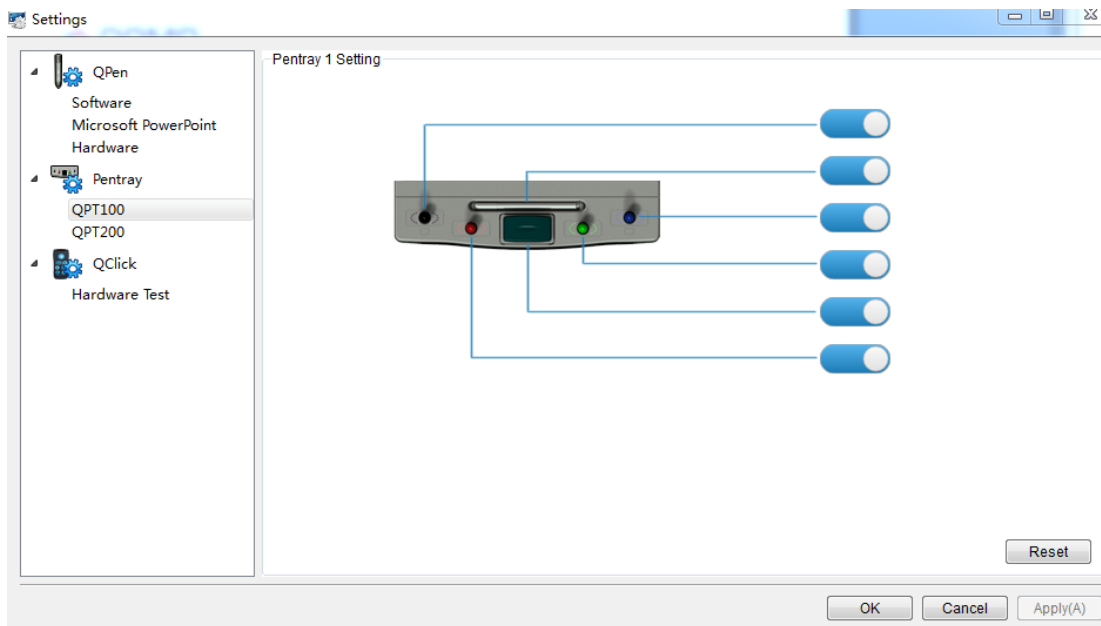 Settings
QPen
Software
Microsoft PowerPoint
Hardware
Pentray
QPT100
QPT200
QClick
Hardware Test
Pentray 1 Setting
Reset
OK
Cancel
Apply(A)